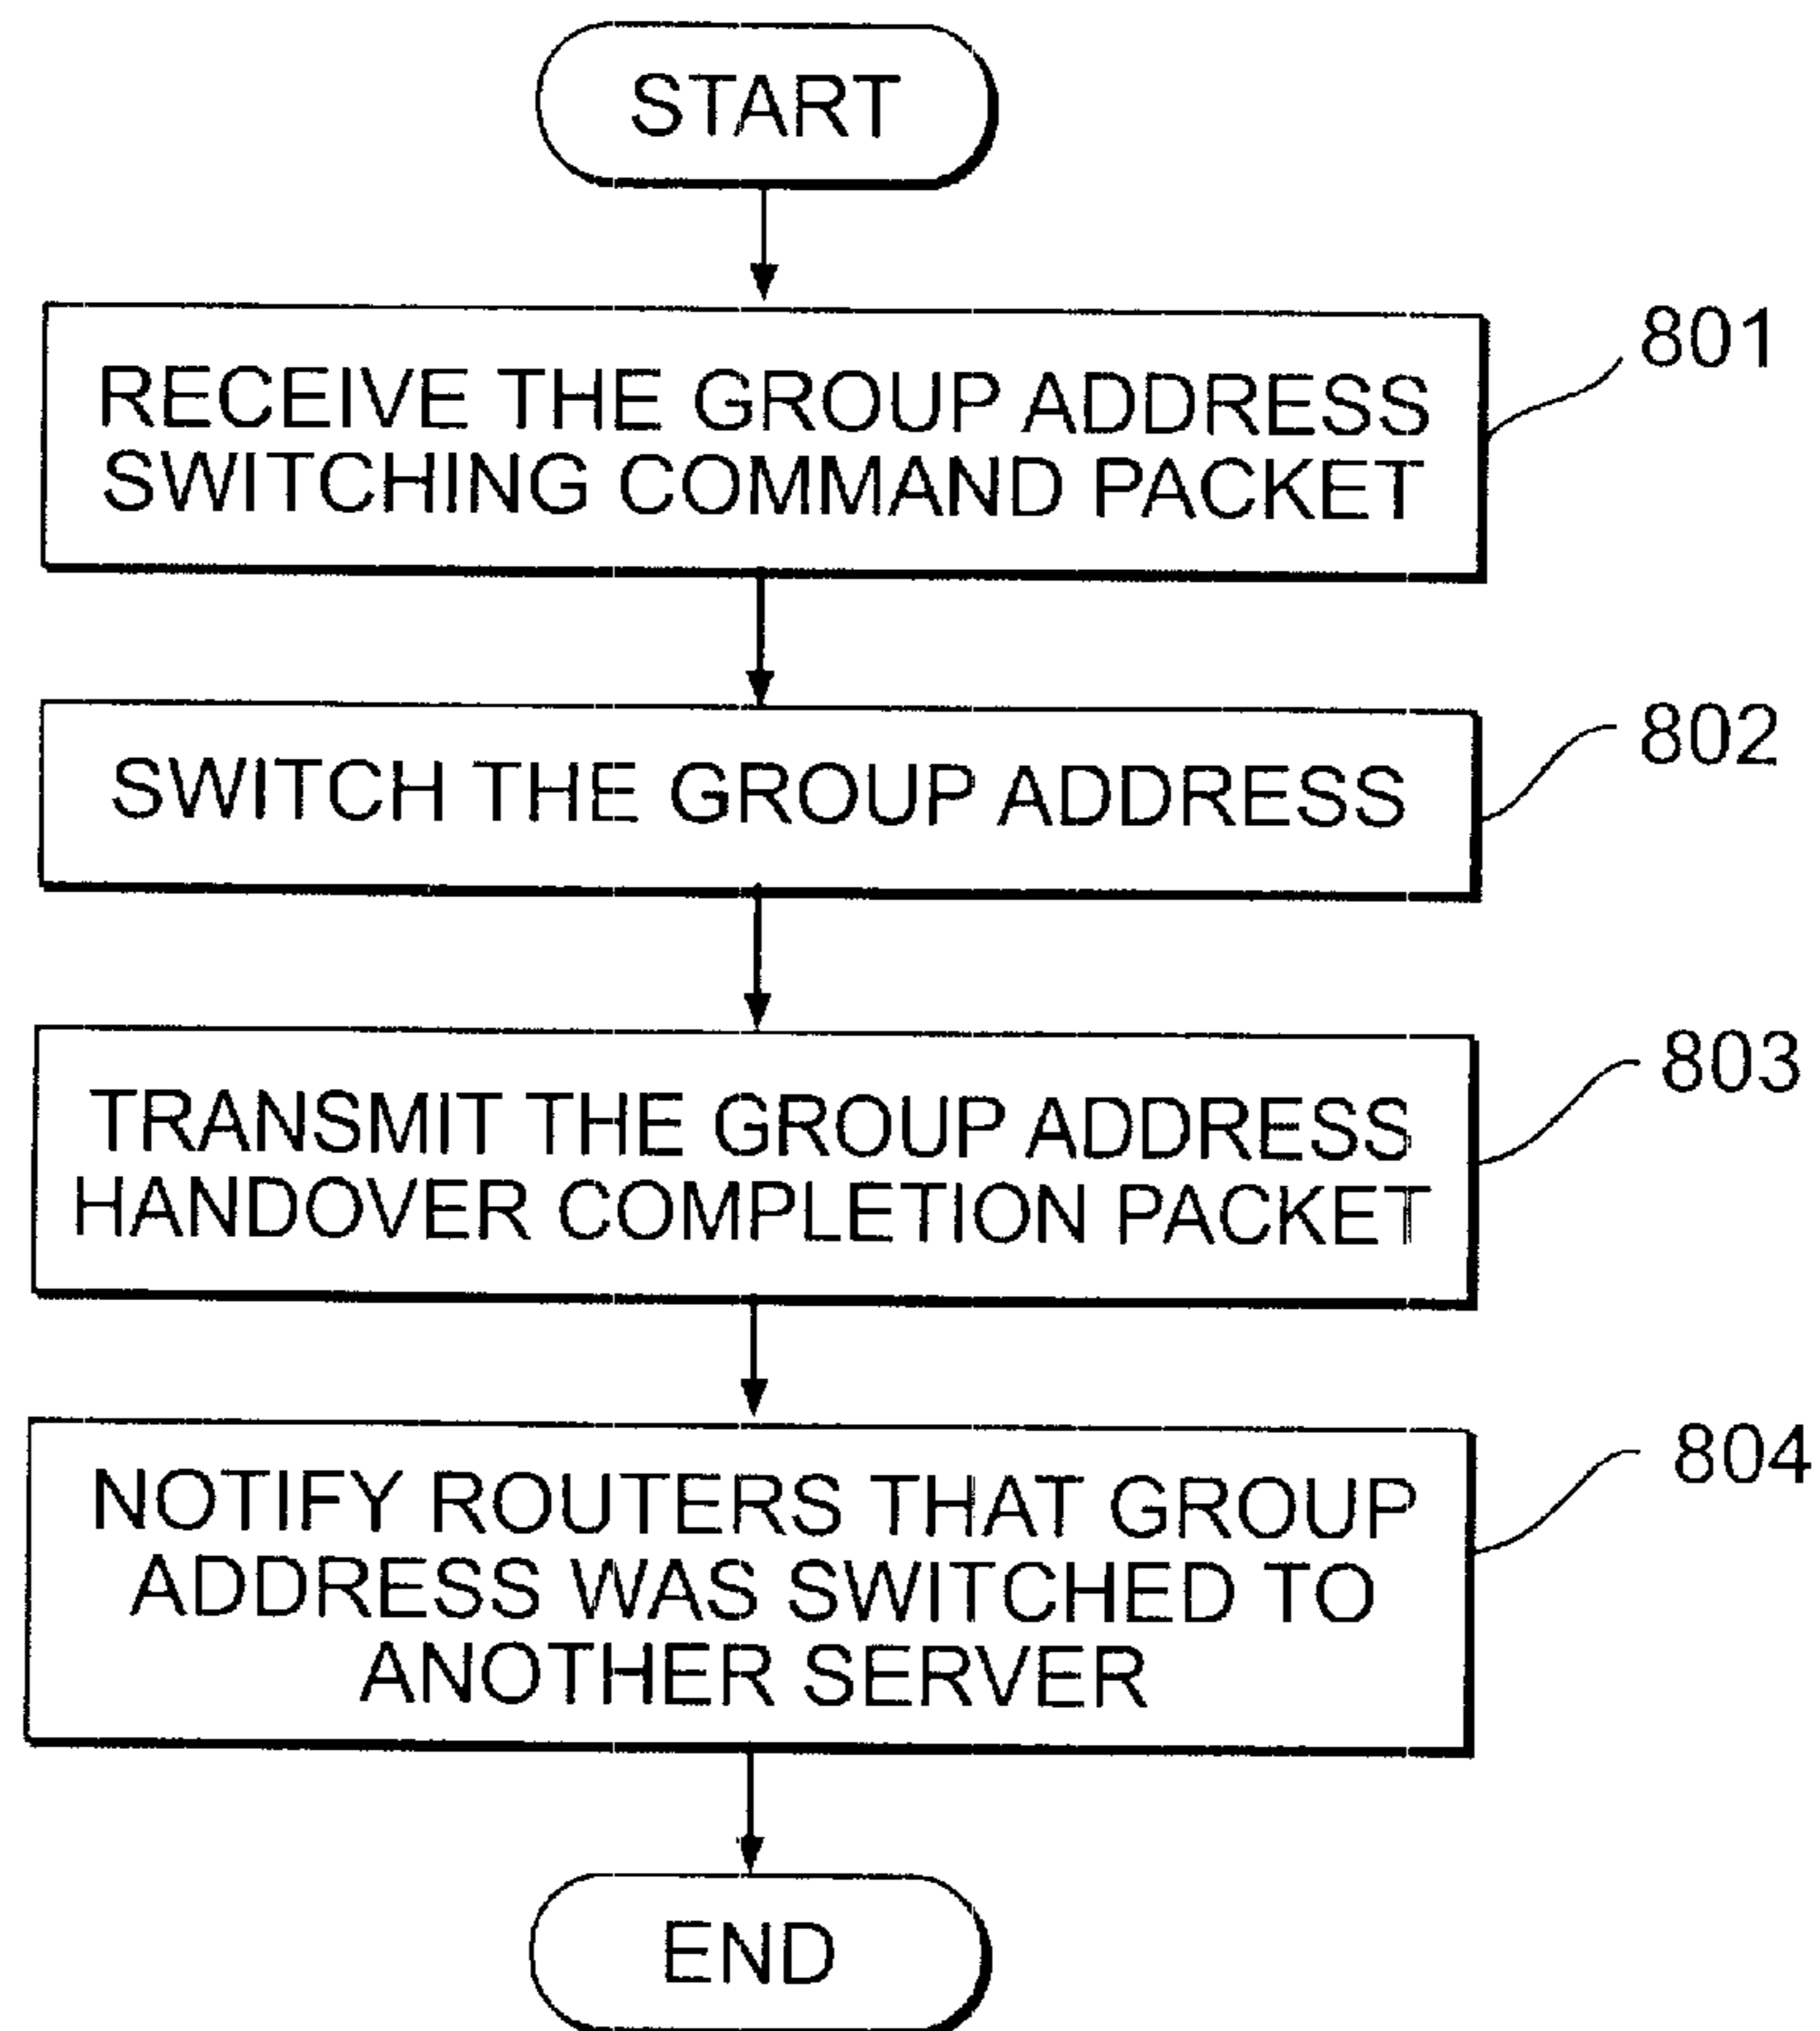 START
801
RECEIVE THE GROUP ADDRESS
SWITCHING COMMAND PACKET
802
SWITCH THE GROUP ADDRESS
803
TRANSMIT THE GROUP ADDRESS
HANDOVER COMPLETION PACKET
804
NOTIFY ROUTERS THAT GROUP
ADDRESS WAS SWITCHED TO
ANOTHER SERVER
END